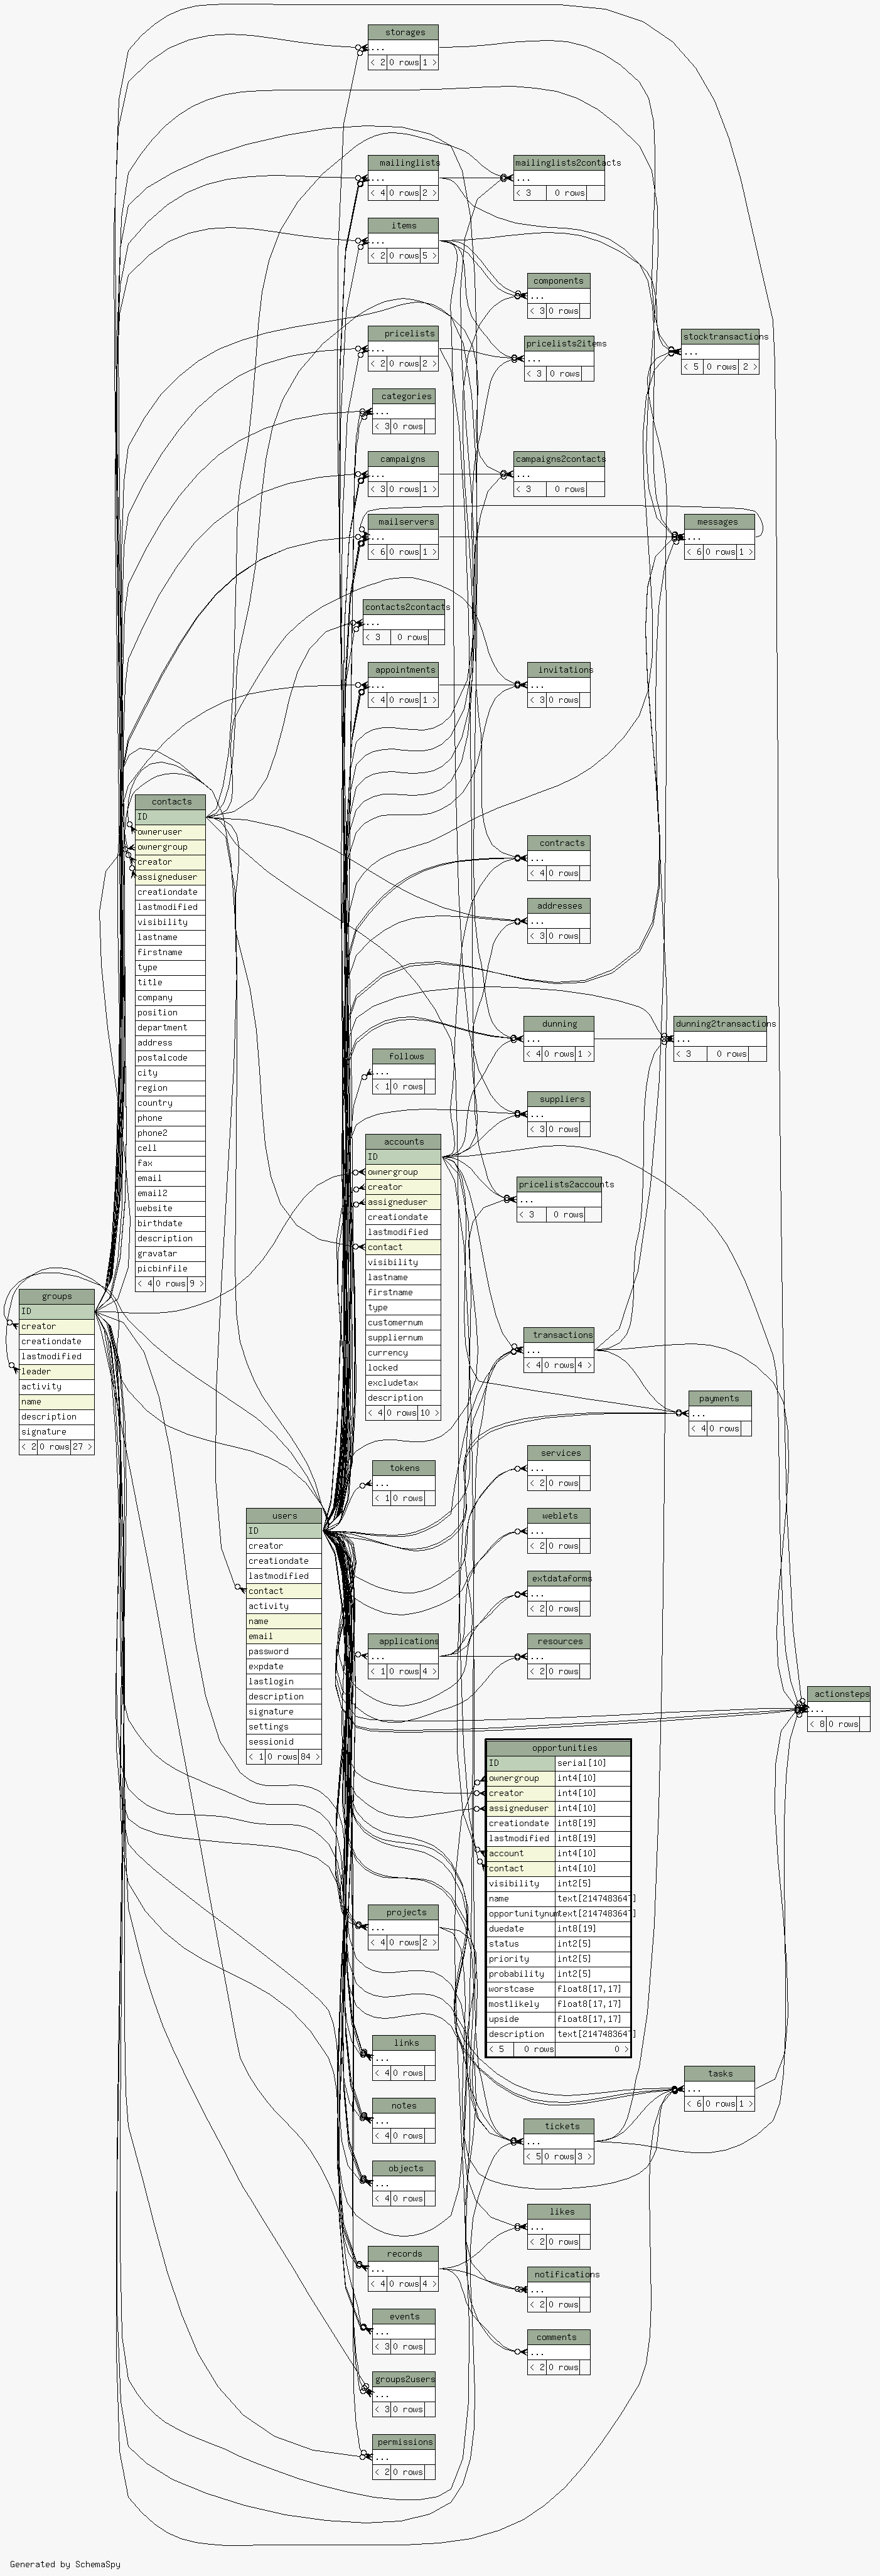 storages
...
< 2 0 rows 1 >
mailinglists
...
< 4 0 rows 2 >
mailinglists2contacts
...
< 3 0 rows
items
...
< 2 0 rows 5 >
components
...
< 3 0 rows
pricelists
...
< 2 0 rows 2 >
pricelists2items
...
< 3 0 rows
stocktransactions
...
< 5 0 rows 2 >
categories
...
< 3 0 rows
campaigns
...
< 3 0 rows 1 >
campaigns2contacts
...
< 3 0 rows
mailservers
...
< 6 0 rows 1 >
messages
...
< 6 0 rows 1 >
contacts2contacts
...
< 3 0 rows
appointments
...
< 4 0 rows 1 >
invitations
...
< 3 0 rows
contacts
ID
owneruser
ownergroup
creator
assigneduser
creationdate
lastmodified
visibility
lastname
firstname
type
title
company
position
department
address
postalcode
city
region
country
phone
phone2
cell
fax
email
email2
website
birthdate
description
gravatar
picbinfile
< 4 0 rows 9 >
contracts
...
< 4 0 rows
addresses
...
< 3 0 rows
dunning
...
< 4 0 rows 1 >
dunning2transactions
...
< 3 0 rows
follows
...
< 1 0 rows
suppliers
...
< 3 0 rows
accounts
ID
ownergroup
creator
assigneduser
creationdate
lastmodified
contact
visibility
lastname
firstname
type
customernum
suppliernum
currency
locked
excludetax
description
< 4 0 rows 10 >
pricelists2accounts
...
< 3 0 rows
groups
ID
creator
creationdate
lastmodified
leader
activity
name
description
signature
< 2 0 rows 27 >
transactions
...
< 4 0 rows 4 >
payments
...
< 4 0 rows
tokens
...
< 1 0 rows
services
...
< 2 0 rows
users
ID
creator
creationdate
lastmodified
contact
activity
name
email
password
expdate
lastlogin
description
signature
settings
sessionid
< 1 0 rows 84 >
weblets
...
< 2 0 rows
extdataforms
...
< 2 0 rows
applications
...
< 1 0 rows 4 >
resources
...
< 2 0 rows
actionsteps
...
< 8 0 rows
opportunities
ID serial[10]
ownergroup int4[10]
creator int4[10]
assigneduser int4[10]
creationdate int8[19]
lastmodified int8[19]
account int4[10]
contact int4[10]
visibility int2[5]
name text[2147483647]
opportunitynum text[2147483647]
duedate int8[19]
status int2[5]
priority int2[5]
probability int2[5]
worstcase float8[17,17]
mostlikely float8[17,17]
upside float8[17,17]
description text[2147483647]
< 5 0 rows 0 >
projects
...
< 4 0 rows 2 >
links
...
< 4 0 rows
tasks
...
< 6 0 rows 1 >
notes
...
< 4 0 rows
tickets
...
< 5 0 rows 3 >
objects
...
< 4 0 rows
likes
...
< 2 0 rows
records
...
< 4 0 rows 4 >
notifications
...
< 2 0 rows
events
...
< 3 0 rows
comments
...
< 2 0 rows
groups2users
...
< 3 0 rows
permissions
...
< 2 0 rows
Generated by SchemaSpy